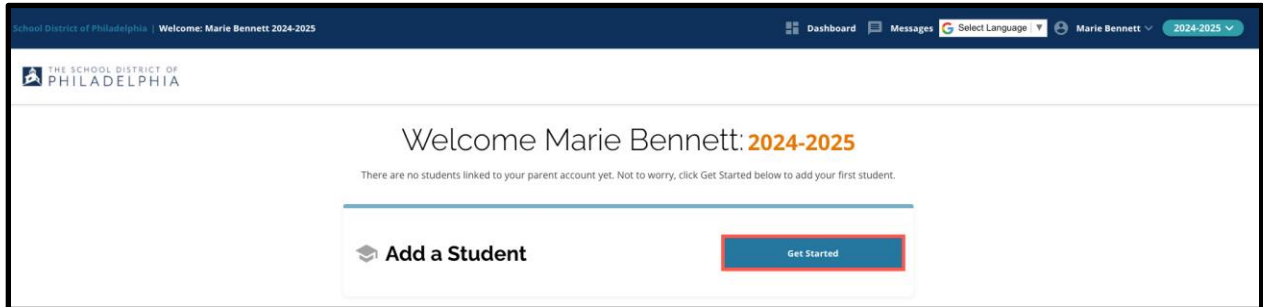 School District of Philadelphia | Welcome: Marie Bennett 2024-2025 Dashboard Messages Select Language ▼ Marie Bennett 2024-2025
THE SCHOOL DISTRICT OF
PHILADELPHIA
Welcome Marie Bennett: 2024-2025
There are no students linked to your parent account yet. Not to worry, click Get Started below to add your first student.
Add a Student Get Started